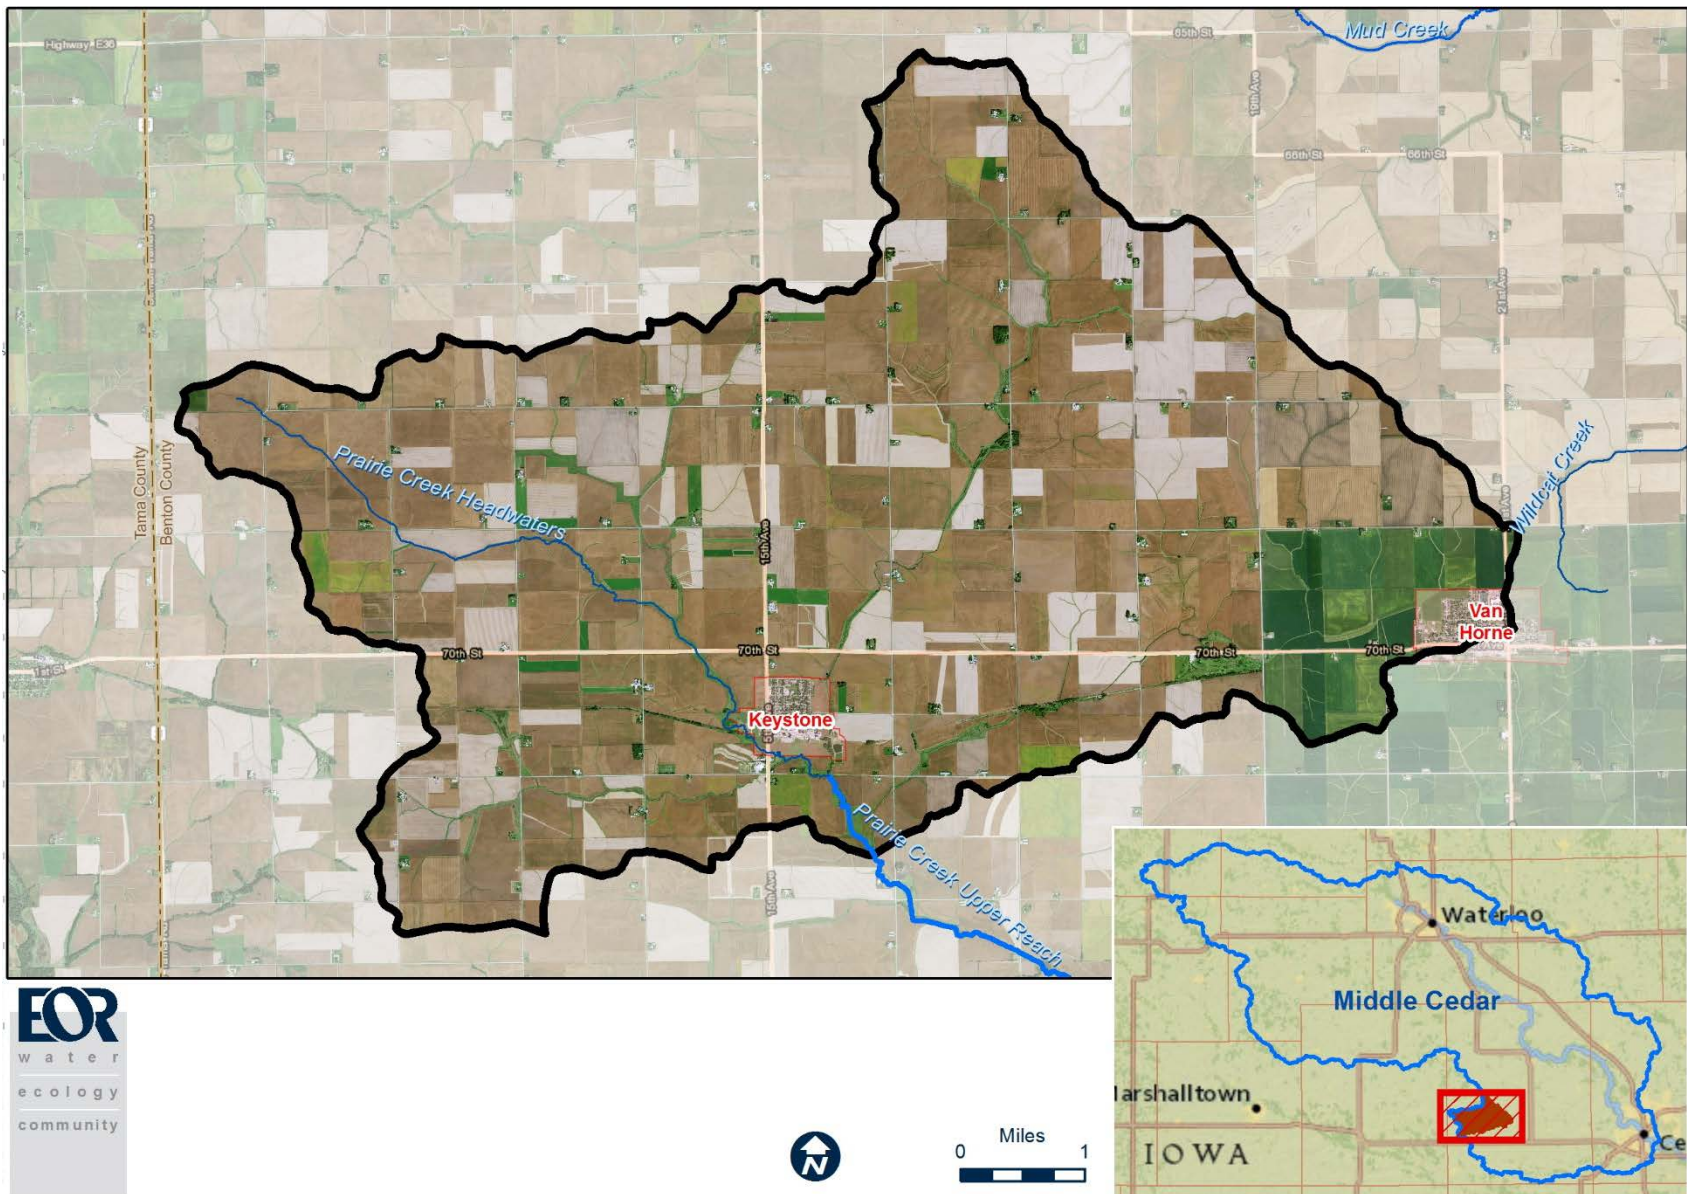 Mud Creek
Highway E36
65th St
19th Ave
66th St
66th St
21st Ave
Tama County
Benton County
Prairie Creek Headwaters
Wildcat Creek
15th Ave
Van
Horne
1st St
70th St
70th St
70th St
70th St
Keystone
Prairie Creek Upper Reach
15th Ave
Waterloo
Middle Cedar
IOWA
EOR
water
ecology
community
N
Miles
0
1